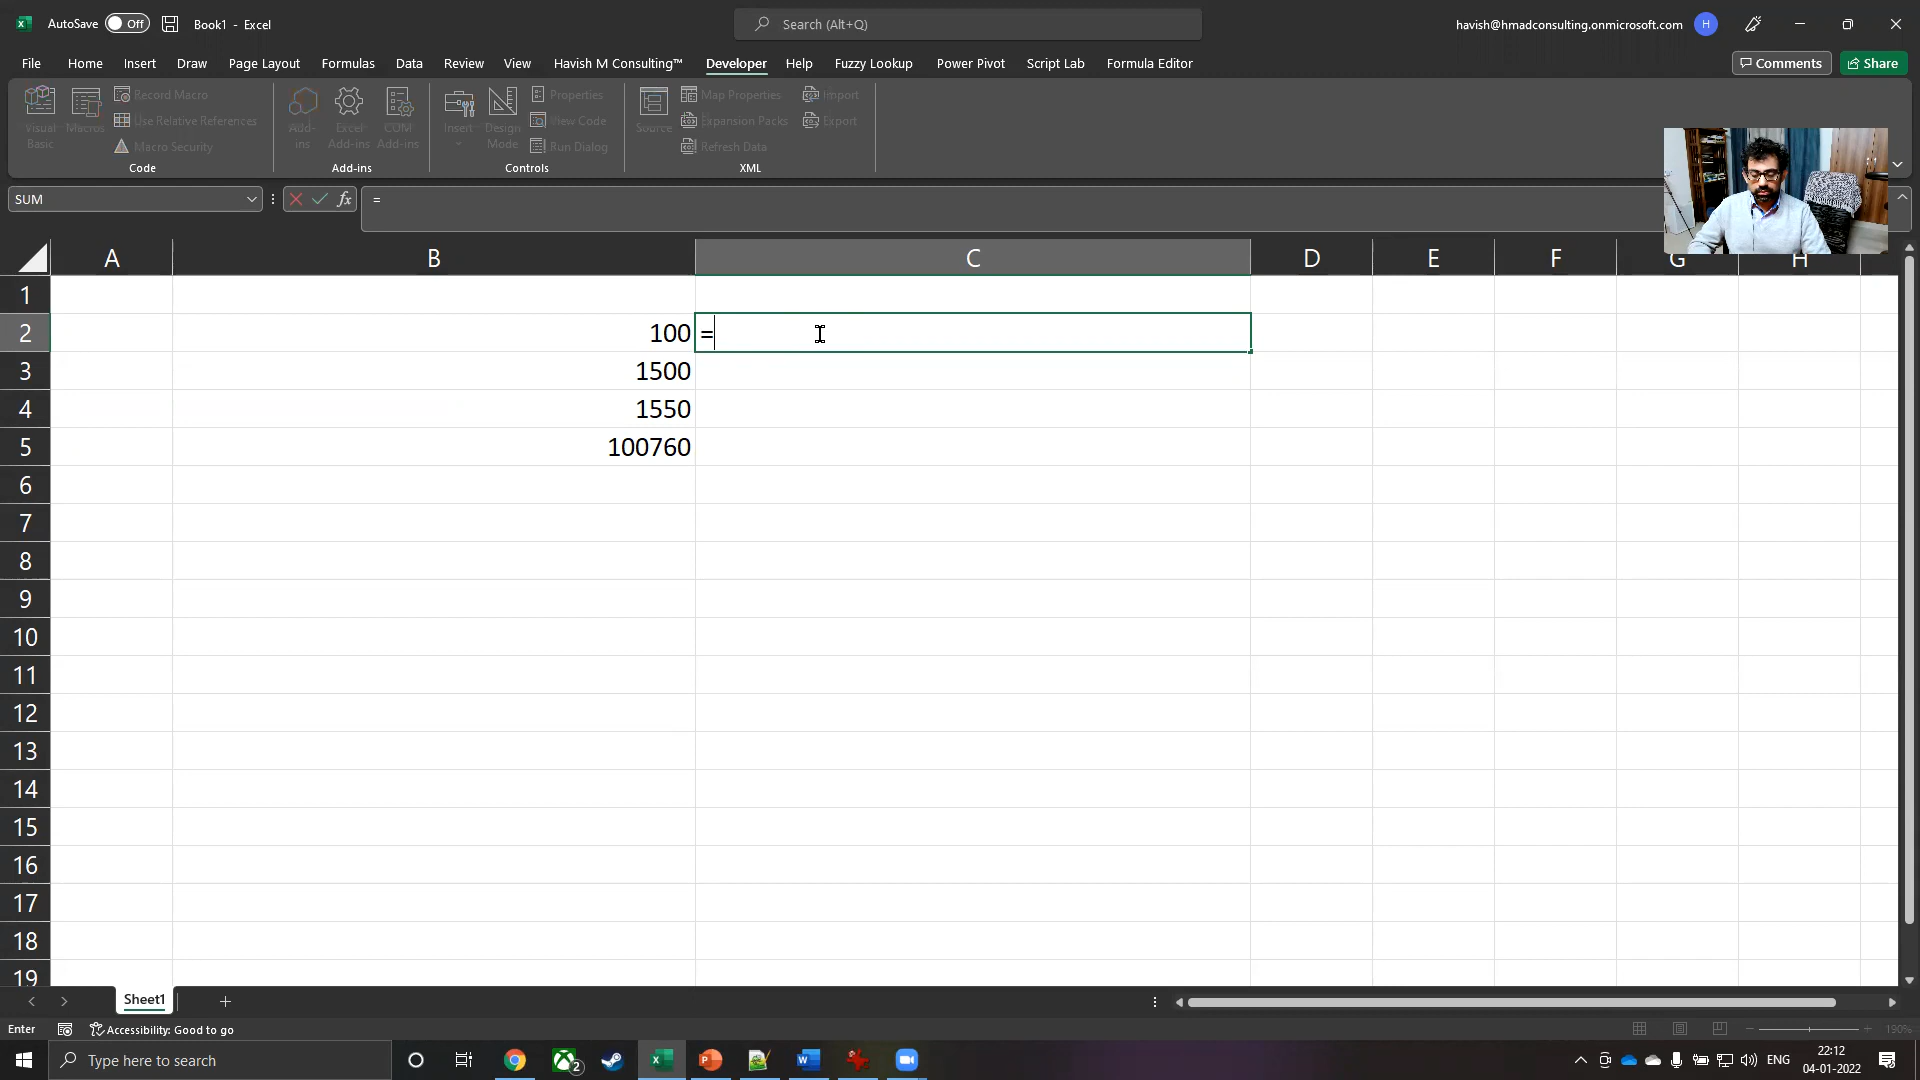 AutoSave Off Book1 - Excel Search (Alt+Q) havish@hmadconsulting.onmicrosoft.com H
File Home Insert Draw Page Layout Formulas Data Review View Havish M Consulting™ Developer Help Fuzzy Lookup Power Pivot Script Lab Formula Editor Comments Share
Visual Basic
Macros
Record Macro
Use Relative References
Macro Security
Code
Add-ins
Excel Add-ins
COM Add-ins
Add-ins
Insert
Design Mode
Properties
View Code
Run Dialog
Controls
Source
Map Properties
Expansion Packs
Refresh Data
Import
Export
XML
SUM fx =
A B C D E F G H
1
2 100 =
3 1500
4 1550
5 100760
6
7
8
9
10
11
12
13
14
15
16
17
18
19
Sheet1
Enter Accessibility: Good to go 190%
Type here to search 2 ENG 22:12
04-01-2022